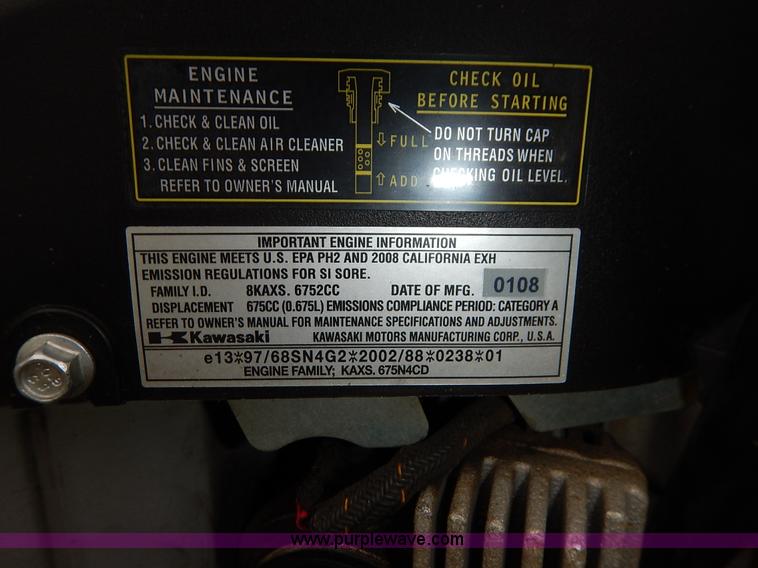 ENGINE
MAINTENANCE
1. CHECK & CLEAN OIL
2. CHECK & CLEAN AIR CLEANER
3. CLEAN FINS & SCREEN
REFER TO OWNER'S MANUAL
FULL
ADD
CHECK OIL
BEFORE STARTING
DO NOT TURN CAP
ON THREADS WHEN
CHECKING OIL LEVEL.
IMPORTANT ENGINE INFORMATION
THIS ENGINE MEETS U.S. EPA PH2 AND 2008 CALIFORNIA EXH
EMISSION REGULATIONS FOR SI SORE.
FAMILY I.D. 8KAXS. 6752CC DATE OF MFG. 0108
DISPLACEMENT 675CC (0.675L) EMISSIONS COMPLIANCE PERIOD: CATEGORY A
REFER TO OWNER'S MANUAL FOR MAINTENANCE SPECIFICATIONS AND ADJUSTMENTS.
Kawasaki KAWASAKI MOTORS MANUFACTURING CORP., U.S.A.
e13*97/68SN4G2*2002/88*0238*01
ENGINE FAMILY; KAXS. 675N4CD
www.purplewave.com